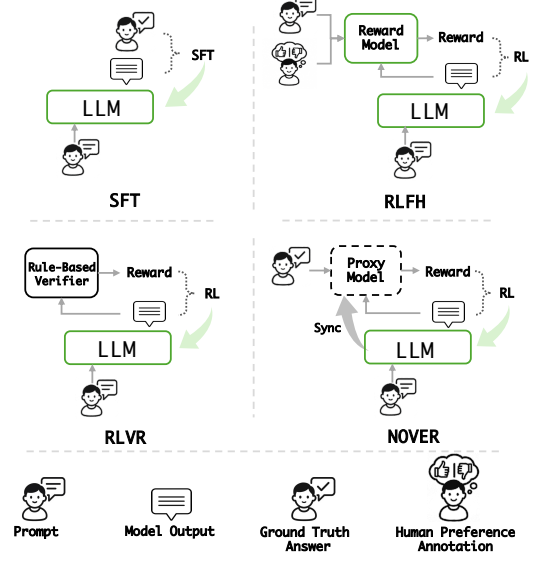 SFT
LLM
SFT
Reward
Model
Reward
RL
LLM
RLFH
Rule-Based
Verifier
Reward
RL
LLM
RLVR
Proxy
Model
Reward
RL
Sync
LLM
NOVER
Prompt
Model Output
Ground Truth
Answer
Human Preference
Annotation